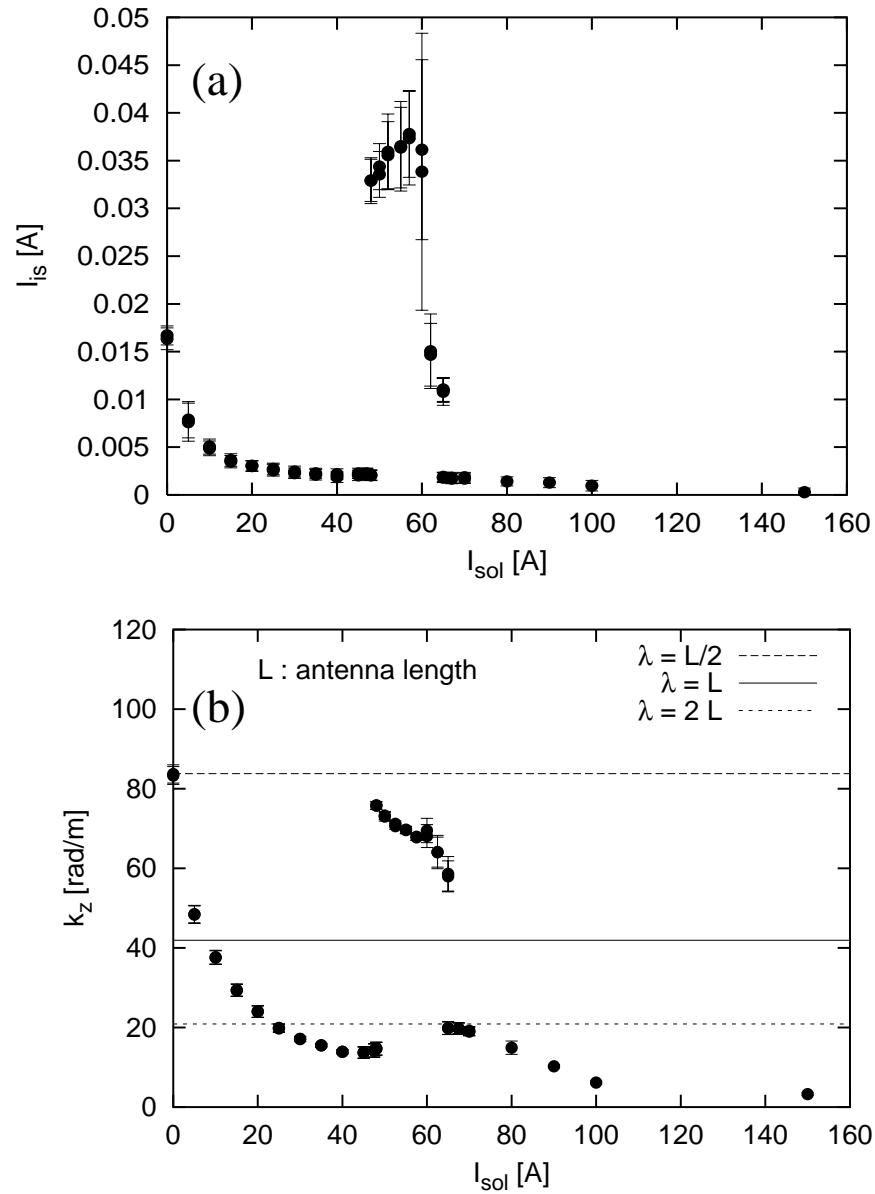 (a)
0.05
0.045
0.04
0.035
0.03
0.025
0.02
0.015
0.01
0.005
0
I_is [A]
0 20 40 60 80 100 120 140 160
I_sol [A]
(b)
L : antenna length
λ = L/2
λ = L
λ = 2 L
120
100
80
60
40
20
0
k_z [rad/m]
0 20 40 60 80 100 120 140 160
I_sol [A]